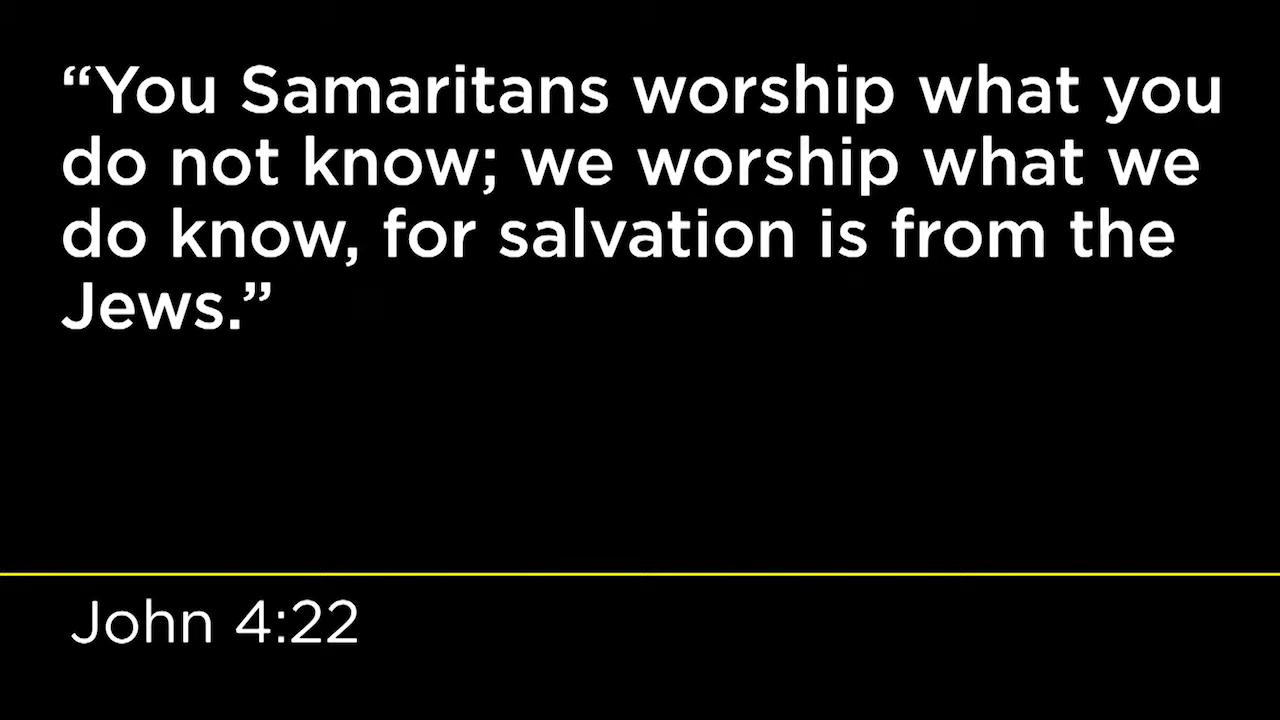 “You Samaritans worship what you
do not know; we worship what we
do know, for salvation is from the
Jews.”
John 4:22